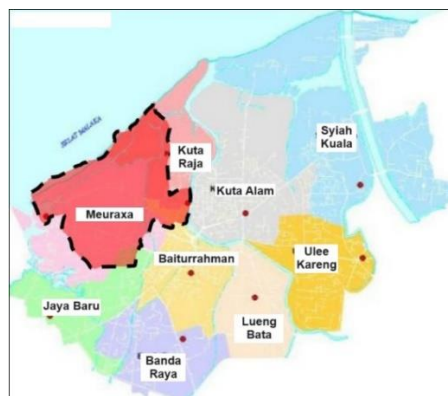 SELAT MALAKA
Syiah
Kuala
Kuta
Raja
Kuta Alam
Meuraxa
Baiturrahman
Ulee
Kareng
Jaya Baru
Lueng
Bata
Banda
Raya